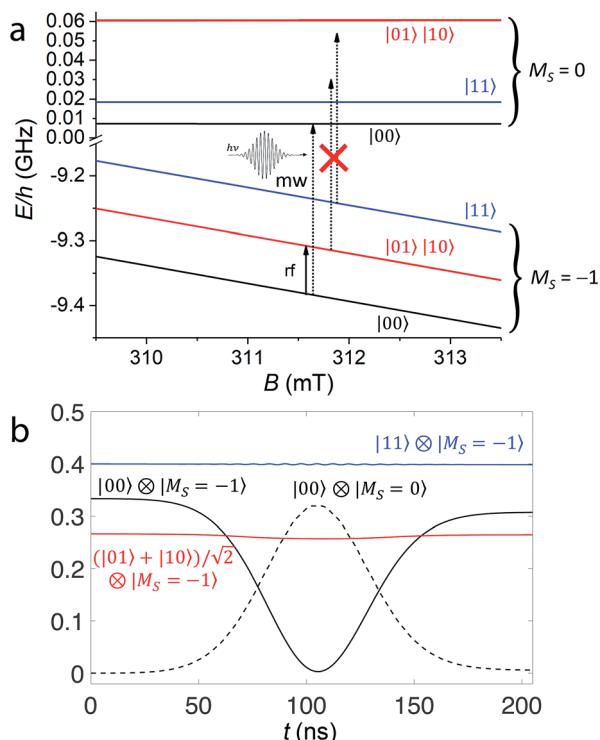 a
0.06
0.05
0.04
0.03
0.02
0.01
0.00
-9.2
-9.3
-9.4
E/h (GHz)
|01⟩ |10⟩
|11⟩
|00⟩
M_S = 0
hν
mw
rf
|11⟩
|01⟩ |10⟩
|00⟩
M_S = −1
310
311
312
313
B (mT)
b
0.5
0.4
0.3
0.2
0.1
0
|11⟩ ⊗ |M_S = −1⟩
|00⟩ ⊗ |M_S = −1⟩
|00⟩ ⊗ |M_S = 0⟩
(|01⟩ + |10⟩)/√2
⊗ |M_S = −1⟩
0
50
100
150
200
t (ns)